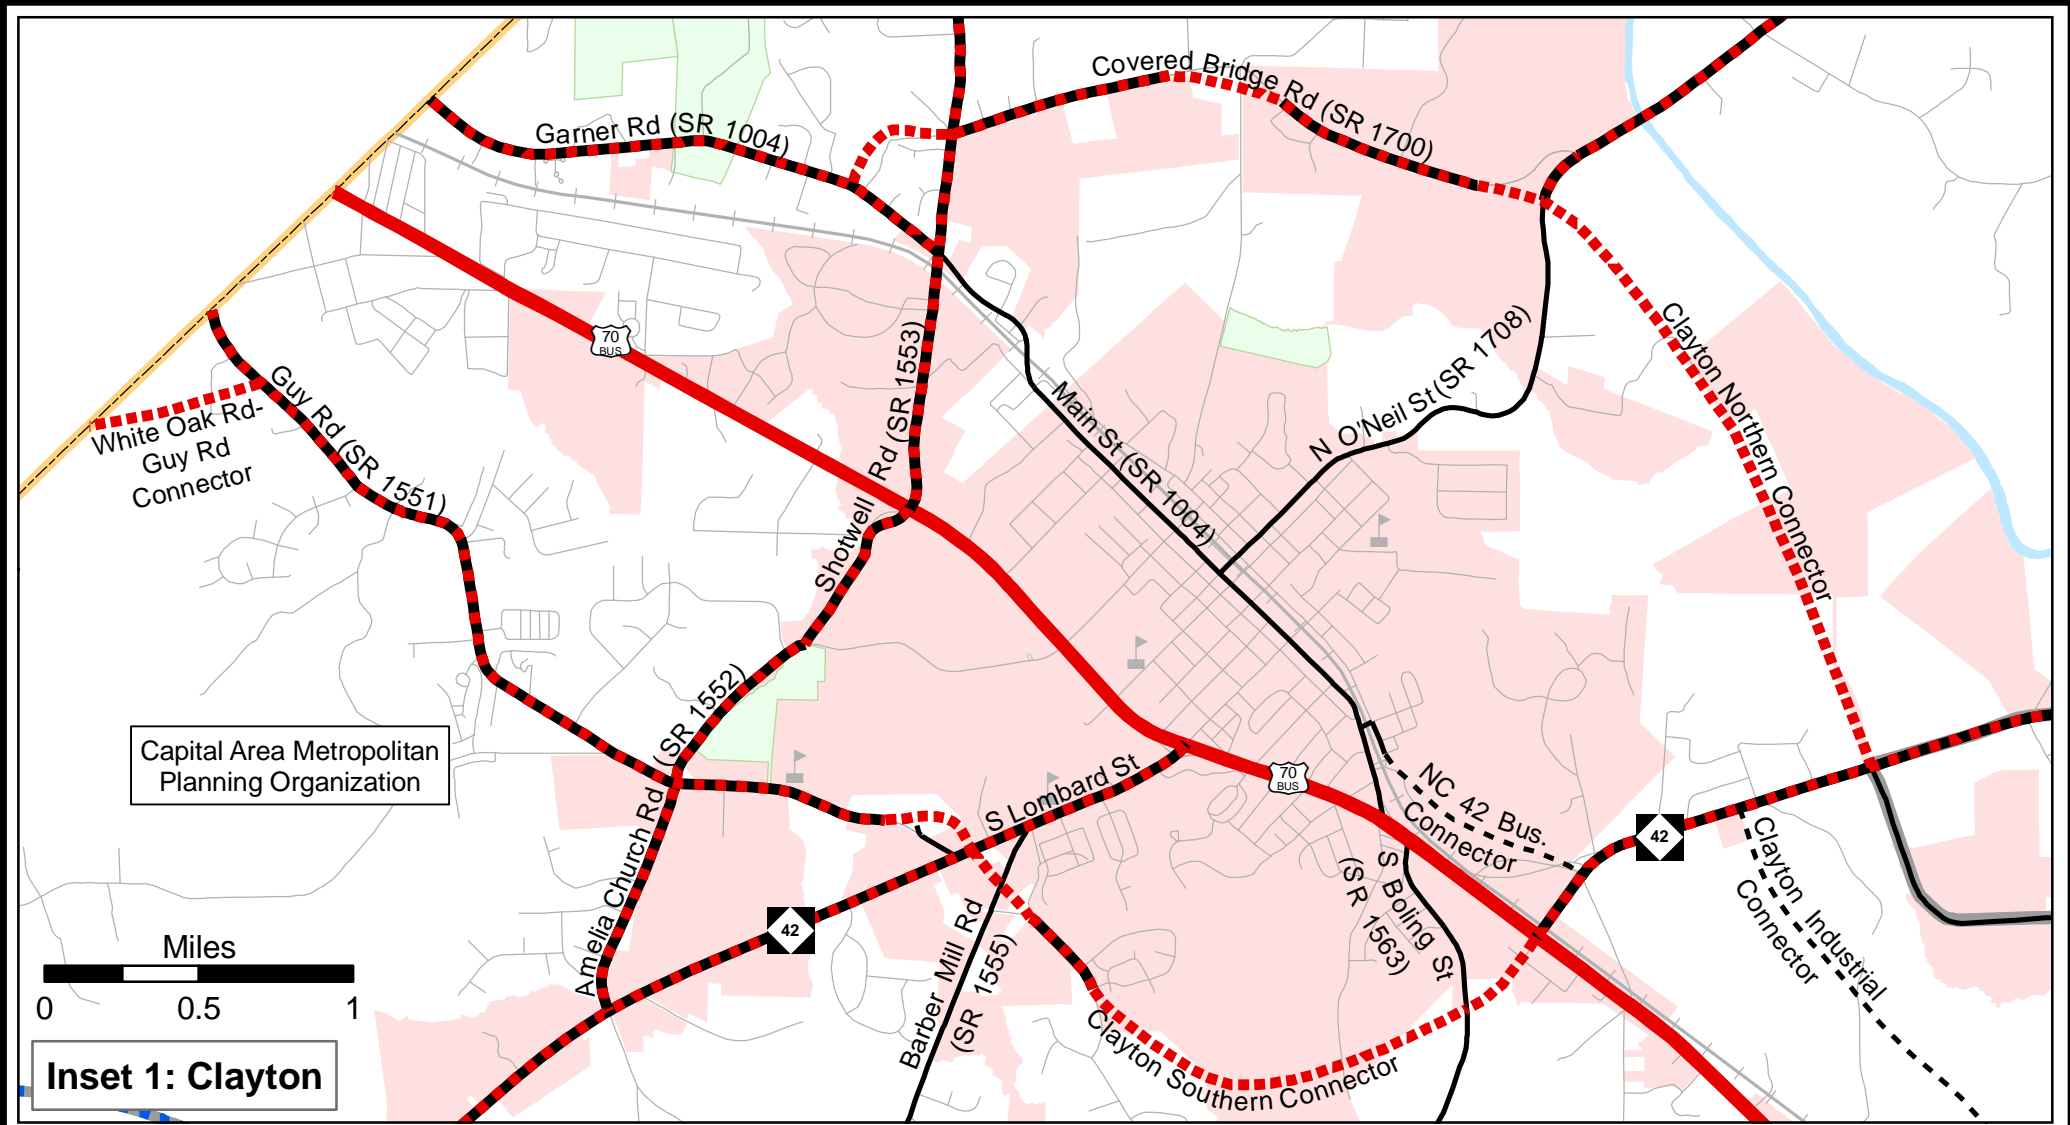 Covered Bridge Rd (SR 1700)
Garner Rd (SR 1004)
70
BUS
Shotwell Rd (SR 1553)
Main St (SR 1004)
N O'Neil St (SR 1708)
Clayton Northern Connector
White Oak Rd-
Guy Rd
Connector
Guy Rd (SR 1551)
(SR 1552)
Capital Area Metropolitan
Planning Organization
S Lombard St
70
BUS
NC 42 Bus.
Connector
42
Clayton Industrial
Connector
Amelia Church Rd
42
Barber Mill Rd
(SR 1555)
S Boling St
(SR 1563)
Clayton Southern Connector
Miles
0 0.5 1
Inset 1: Clayton